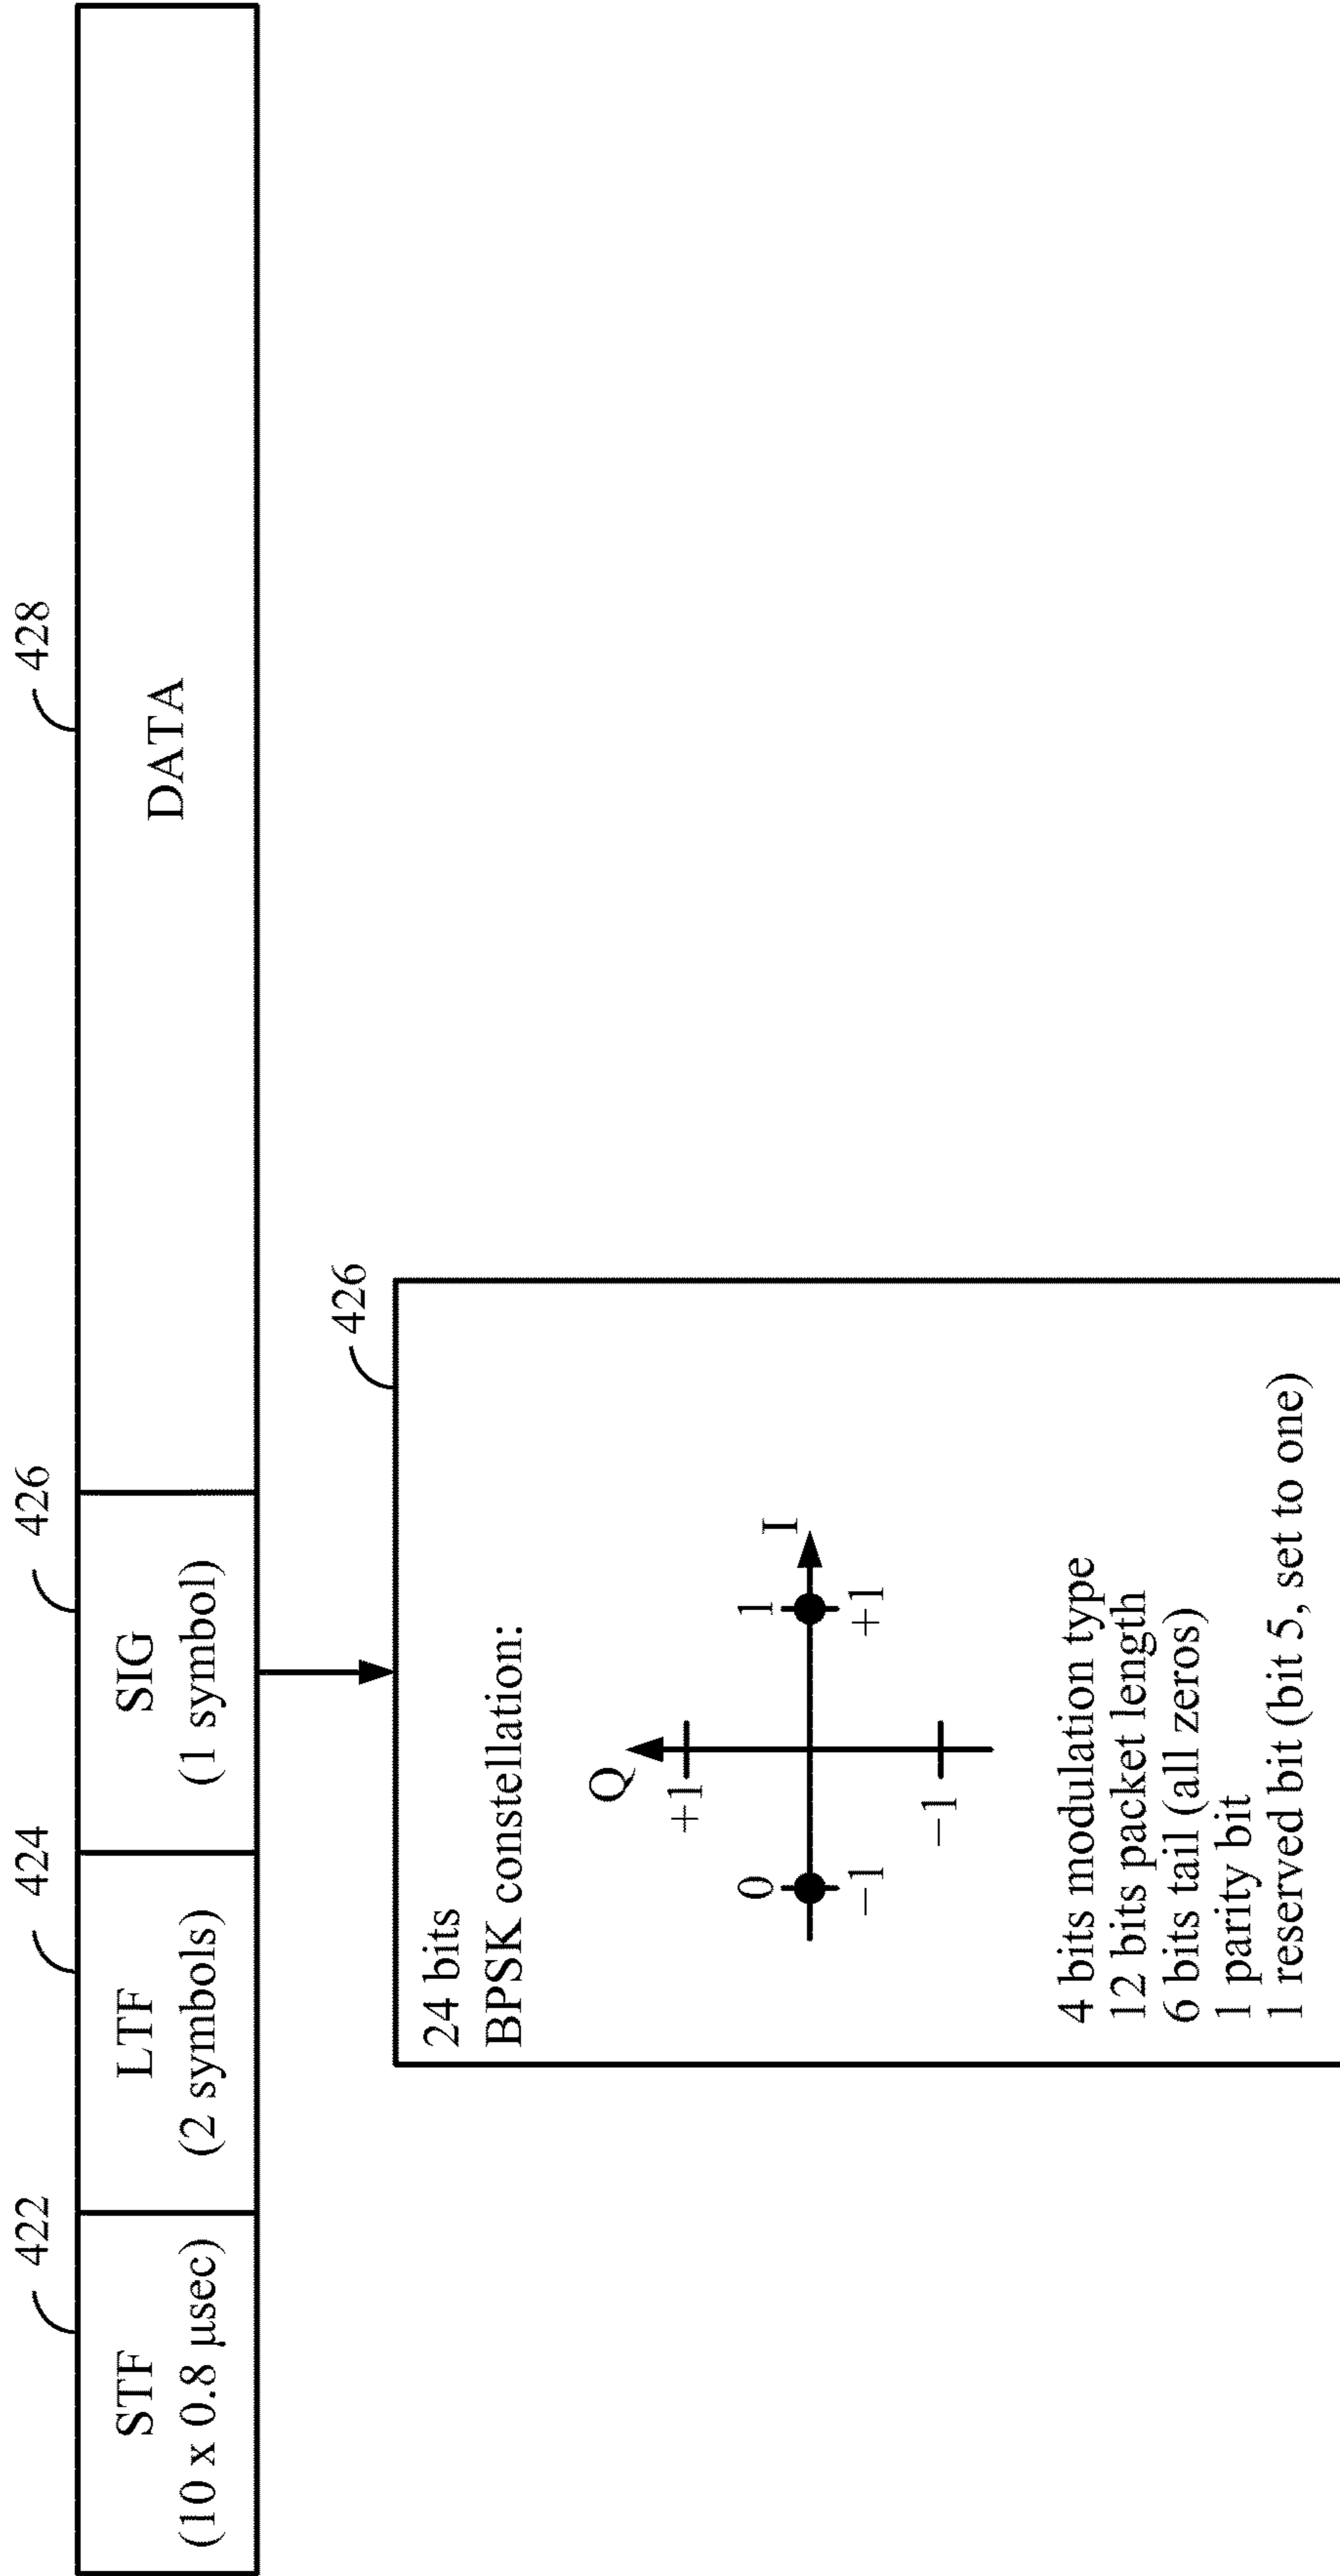 422
424
426
428
STF
(10 x 0.8 μsec)
LTF
(2 symbols)
SIG
(1 symbol)
DATA
426
24 bits
BPSK constellation:
Q
+1
0
1
I
−1
+1
−1
4 bits modulation type
12 bits packet length
6 bits tail (all zeros)
1 parity bit
1 reserved bit (bit 5, set to one)